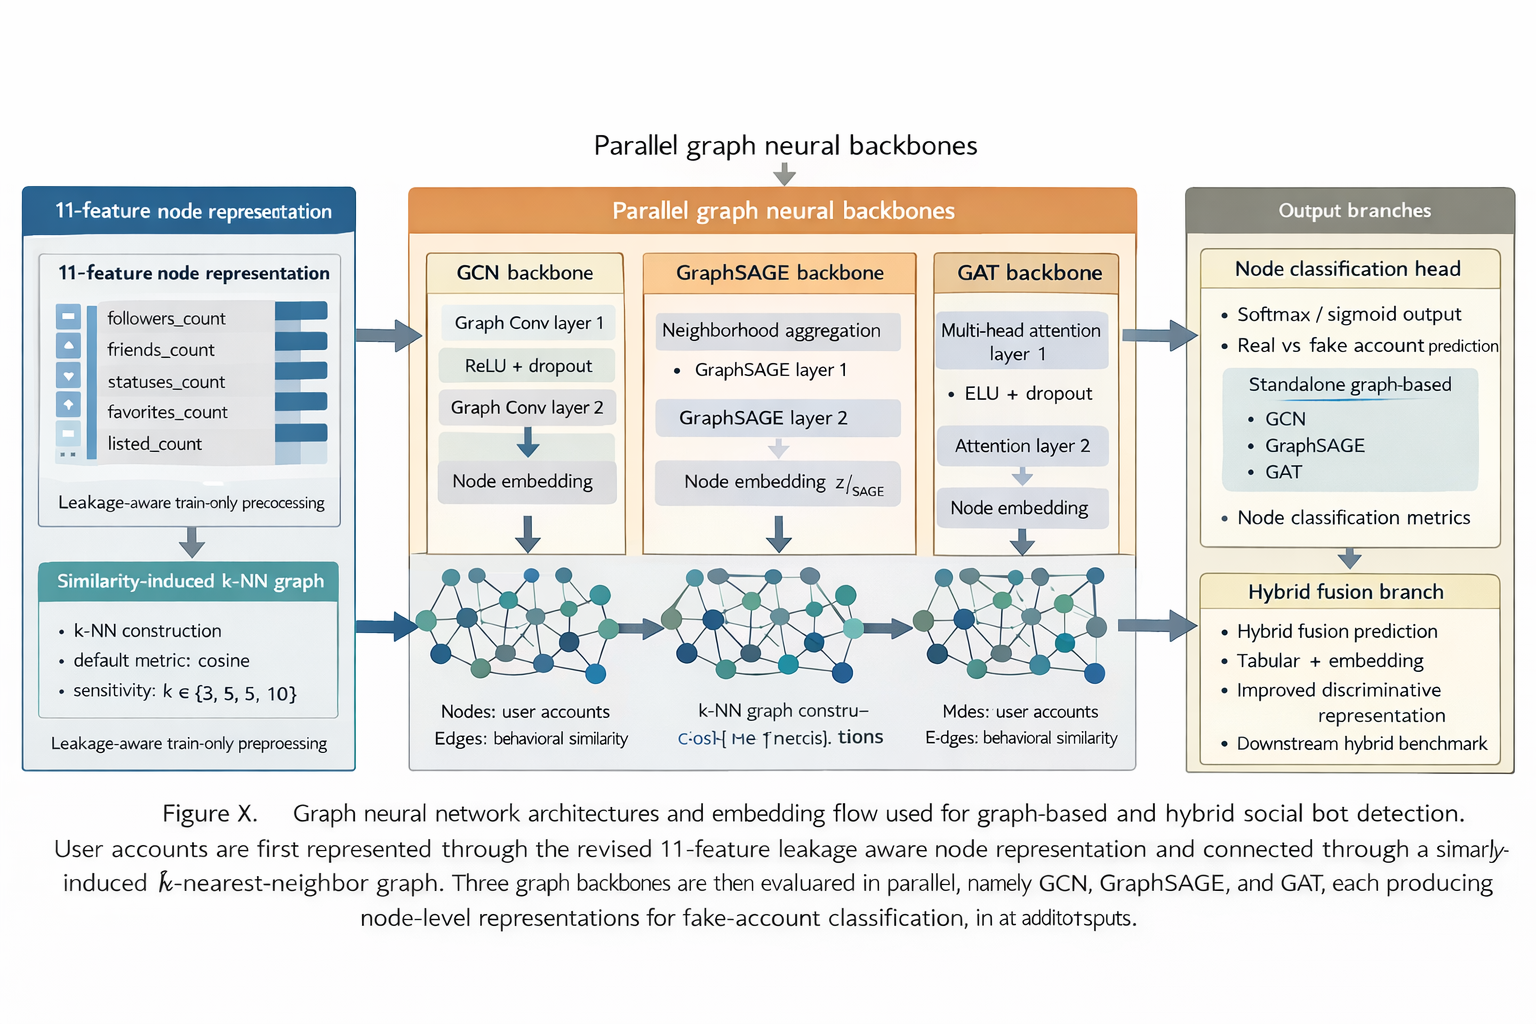 Parallel graph neural backbones
11-feature node representation
11-feature node representation
followers_count
friends_count
statuses_count
favorites_count
listed_count
Leakage-aware train-only precocessing
Similarity-induced k-NN graph
• k-NN construction
• default metric: cosine
• sensitivity: k ∈ {3, 5, 5, 10}
Leakage-aware train-only preproessing
Parallel graph neural backbones
GCN backbone
Graph Conv layer 1
ReLU + dropout
Graph Conv layer 2
Node embedding
GraphSAGE backbone
Neighborhood aggregation
• GraphSAGE layer 1
GraphSAGE layer 2
Node embedding z/SAGE
GAT backbone
Multi-head attention
layer 1
• ELU + dropout
Attention layer 2
Node embedding
Nodes: user accounts
Edges: behavioral similarity
k-NN graph constru–
tions
Mdes: user accounts
E-dges: behavioral similarity
Output branches
Node classification head
• Softmax / sigmoid output
• Real vs fake account prediction
Standalone graph-based
• GCN
• GraphSAGE
• GAT
• Node classification metrics
Hybrid fusion branch
• Hybrid fusion prediction
• Tabular + embedding
• Improved discriminative
representation
• Downstream hybrid benchmark
Figure X. Graph neural network architectures and embedding flow used for graph-based and hybrid social bot detection.
User accounts are first represented through the revised 11-feature leakage aware node representation and connected through a simarly-
induced k-nearest-neighbor graph. Three graph backbones are then evaluared in parallel, namely GCN, GraphSAGE, and GAT, each producing
node-level representations for fake-account classification, in at additotsputs.